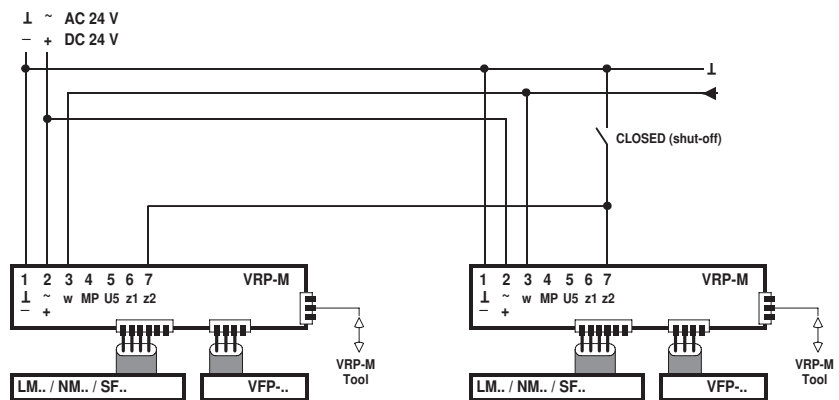 ⊥ ~ AC 24 V
– + DC 24 V
⊥
CLOSED (shut-off)
1 2 3 4 5 6 7 VRP-M
⊥ ~ w MP U5 z1 z2
– +
VRP-M
Tool
LM.. / NM.. / SF..
VFP-..
1 2 3 4 5 6 7 VRP-M
⊥ ~ w MP U5 z1 z2
– +
VRP-M
Tool
LM.. / NM.. / SF..
VFP-..